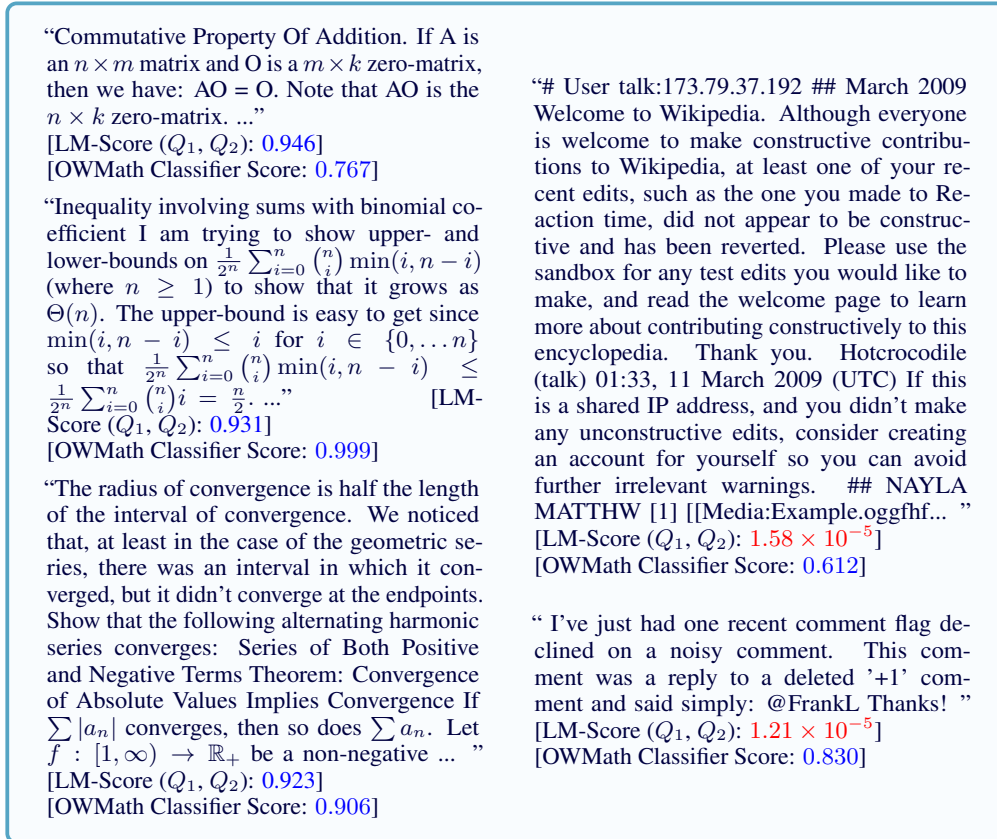 “Commutative Property Of Addition. If A is
an n × m matrix and O is a m × k zero-matrix,
then we have: AO = O. Note that AO is the
n × k zero-matrix. ...”
[LM-Score (Q₁, Q₂): 0.946]
[OWMath Classifier Score: 0.767]
“Inequality involving sums with binomial co-
efficient I am trying to show upper- and
lower-bounds on \frac{1}{2^n} \sum_{i=0}^{n} \binom{n}{i} \min(i, n − i)
(where n ≥ 1) to show that it grows as
Θ(n). The upper-bound is easy to get since
min(i, n − i) ≤ i for i ∈ {0, . . . n}
so that \frac{1}{2^n} \sum_{i=0}^{n} \binom{n}{i} \min(i, n − i) ≤
\frac{1}{2^n} \sum_{i=0}^{n} \binom{n}{i} i = \frac{n}{2}. ...” [LM-
Score (Q₁, Q₂): 0.931]
[OWMath Classifier Score: 0.999]
“The radius of convergence is half the length
of the interval of convergence. We noticed
that, at least in the case of the geometric se-
ries, there was an interval in which it con-
verged, but it didn’t converge at the endpoints.
Show that the following alternating harmonic
series converges: Series of Both Positive
and Negative Terms Theorem: Convergence
of Absolute Values Implies Convergence If
∑ |aₙ| converges, then so does ∑ aₙ. Let
f : [1, ∞) → ℝ₊ be a non-negative ... ”
[LM-Score (Q₁, Q₂): 0.923]
[OWMath Classifier Score: 0.906]
“# User talk:173.79.37.192 ## March 2009
Welcome to Wikipedia. Although everyone
is welcome to make constructive contribu-
tions to Wikipedia, at least one of your re-
cent edits, such as the one you made to Re-
action time, did not appear to be construc-
tive and has been reverted. Please use the
sandbox for any test edits you would like to
make, and read the welcome page to learn
more about contributing constructively to this
encyclopedia. Thank you. Hotcrocodile
(talk) 01:33, 11 March 2009 (UTC) If this
is a shared IP address, and you didn’t make
any unconstructive edits, consider creating
an account for yourself so you can avoid
further irrelevant warnings. ## NAYLA
MATTHW [1] [[Media:Example.oggfhf... ”
[LM-Score (Q₁, Q₂): 1.58 × 10⁻⁵]
[OWMath Classifier Score: 0.612]
“ I’ve just had one recent comment flag de-
clined on a noisy comment. This com-
ment was a reply to a deleted ’+1’ com-
ment and said simply: @FrankL Thanks! ”
[LM-Score (Q₁, Q₂): 1.21 × 10⁻⁵]
[OWMath Classifier Score: 0.830]